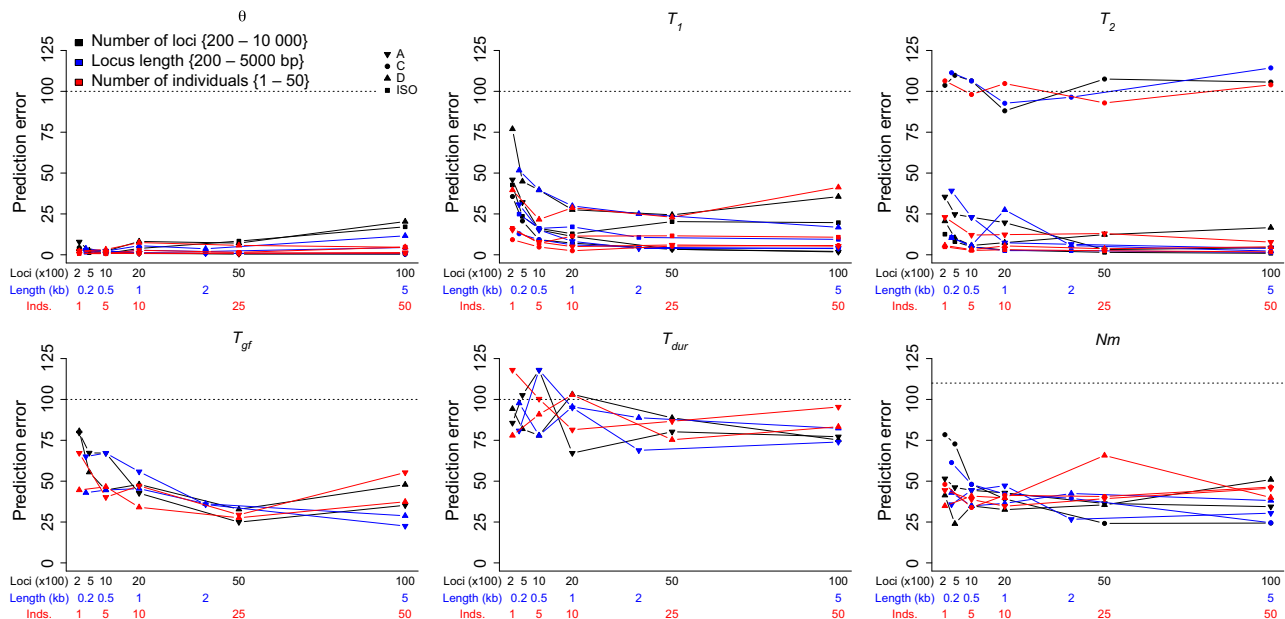 θ
Number of loci {200 – 10 000}
Locus length {200 – 5000 bp}
Number of individuals {1 – 50}
A
C
D
ISO
Prediction error
0 25 50 75 100 125
Loci (x100) 2 5 10 20 50 100
Length (kb) 0.2 0.5 1 2 5
Inds. 1 5 10 25 50
T1
Prediction error
0 25 50 75 100 125
2 5 10 20 50 100
0.2 0.5 1 2 5
1 5 10 25 50
T2
Prediction error
0 25 50 75 100 125
Loci (x100) 2 5 10 20 50 100
Length (kb) 0.2 0.5 1 2 5
Inds. 1 5 10 25 50
Tgf
Prediction error
0 25 50 75 100 125
Loci (x100) 2 5 10 20 50 100
Length (kb) 0.2 0.5 1 2 5
Inds. 1 5 10 25 50
Tdur
Prediction error
0 25 50 75 100 125
Loci (x100) 2 5 10 20 50 100
Length (kb) 0.2 0.5 1 2 5
Inds. 1 5 10 25 50
Nm
Prediction error
0 25 50 75 100 125
Loci (x100) 2 5 10 20 50 100
Length (kb) 0.2 0.5 1 2 5
Inds. 1 5 10 25 50